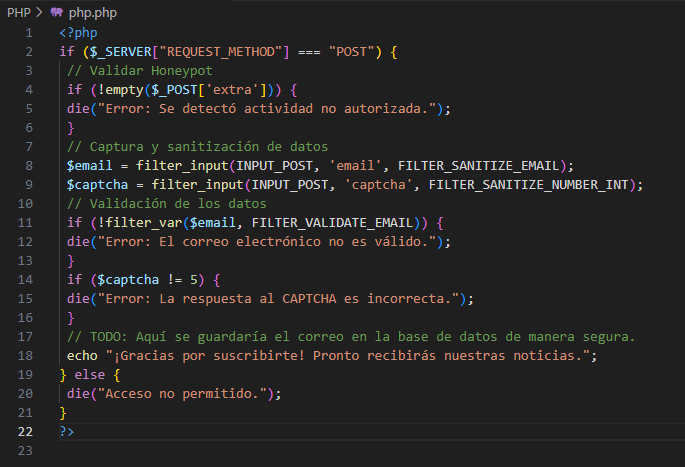 PHP > php.php
1 <?php
2 if ($_SERVER["REQUEST_METHOD"] === "POST") {
3 // Validar Honeypot
4 if (!empty($_POST['extra'])) {
5 die("Error: Se detectó actividad no autorizada.");
6 }
7 // Captura y sanitización de datos
8 $email = filter_input(INPUT_POST, 'email', FILTER_SANITIZE_EMAIL);
9 $captcha = filter_input(INPUT_POST, 'captcha', FILTER_SANITIZE_NUMBER_INT);
10 // Validación de los datos
11 if (!filter_var($email, FILTER_VALIDATE_EMAIL)) {
12 die("Error: El correo electrónico no es válido.");
13 }
14 if ($captcha != 5) {
15 die("Error: La respuesta al CAPTCHA es incorrecta.");
16 }
17 // TODO: Aquí se guardaría el correo en la base de datos de manera segura.
18 echo "¡Gracias por suscribirte! Pronto recibirás nuestras noticias.";
19 } else {
20 die("Acceso no permitido.");
21 }
22 ?>
23